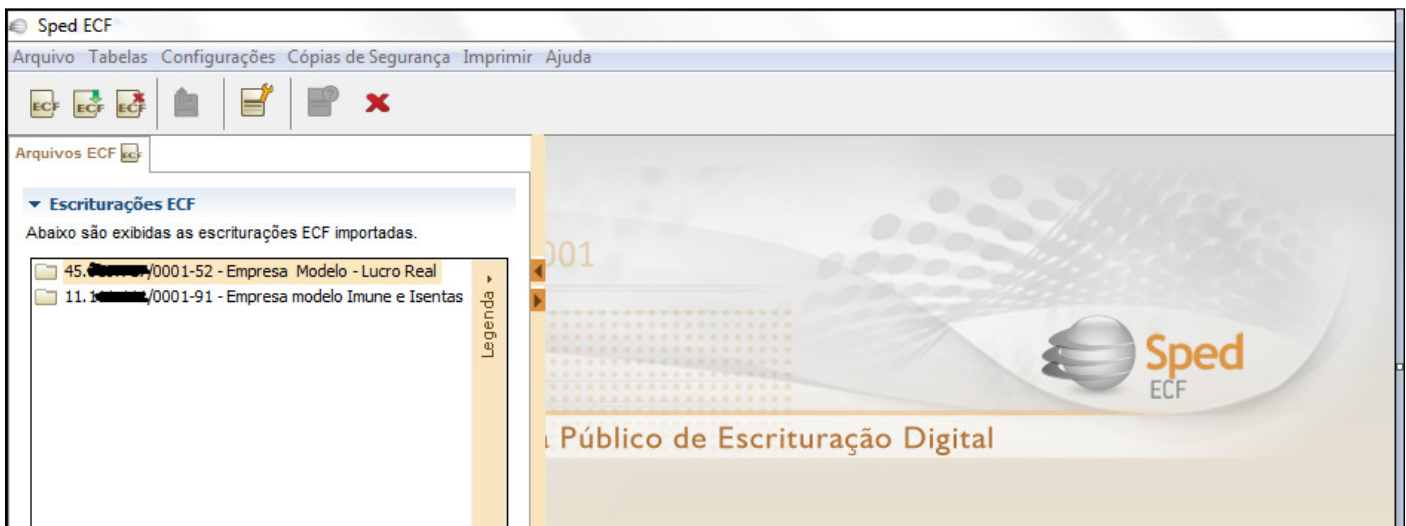 Sped ECF
Arquivo Tabelas Configurações Cópias de Segurança Imprimir Ajuda
ECF ECF ECF
Arquivos ECF ECF
Escriturações ECF
Abaixo são exibidas as escriturações ECF importadas.
45. /0001-52 - Empresa Modelo - Lucro Real
11.1 /0001-91 - Empresa modelo Imune e Isentas
Legenda
001
Sped
ECF
Público de Escrituração Digital